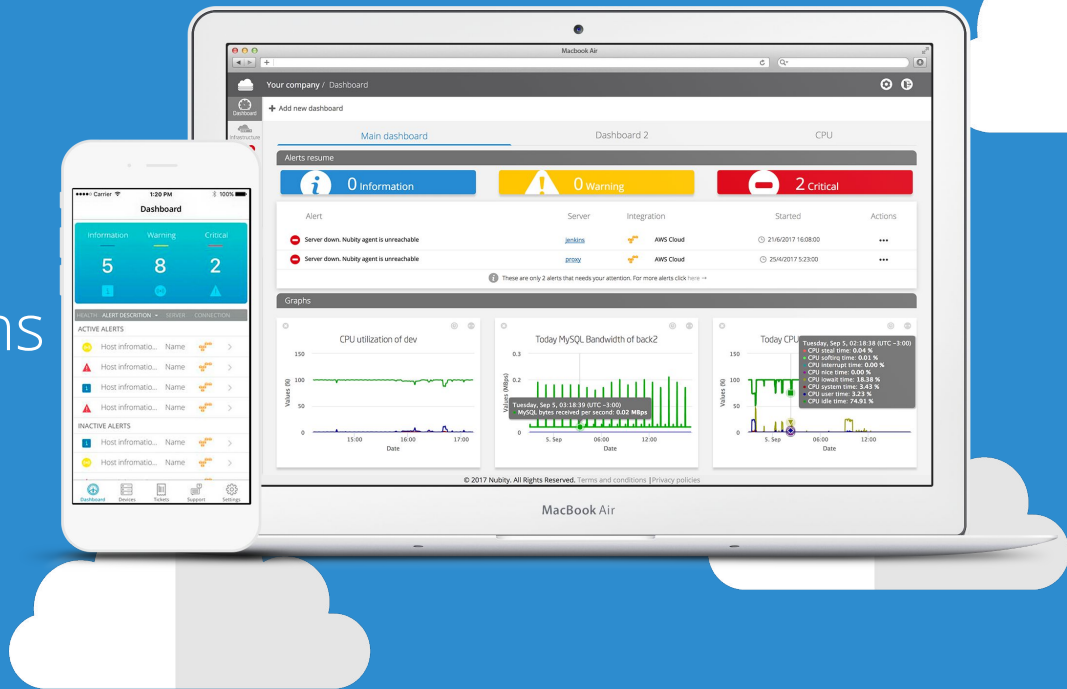 ns
Macbook Air
Your company / Dashboard
Dashboard
+ Add new dashboard
Infrastructure
Main dashboard
Dashboard 2
CPU
Alerts resume
0 Information
0 Warning
2 Critical
Alert
Server
Integration
Started
Actions
Server down. Nubity agent is unreachable
jenkins
AWS Cloud
21/6/2017 16:08:00
Server down. Nubity agent is unreachable
proxy
AWS Cloud
25/4/2017 5:23:00
These are only 2 alerts that needs your attention. For more alerts click here →
Graphs
CPU utilization of dev
150
100
50
0
Values (%)
15:00
16:00
17:00
Date
Today MySQL Bandwidth of back2
0.3
0.2
0
Values (MBps)
Tuesday, Sep 5, 03:18:39 (UTC -3:00)
MySQL bytes received per second: 0.02 MBps
5. Sep
06:00
12:00
Date
Today CPU
150
100
50
0
Values (%)
Tuesday, Sep 5, 02:18:38 (UTC -3:00)
CPU steal time: 0.04 %
CPU softirq time: 0.01 %
CPU interrupt time: 0.00 %
CPU nice time: 0.00 %
CPU iowait time: 18.38 %
CPU system time: 3.43 %
CPU user time: 3.23 %
CPU idle time: 74.91 %
5. Sep
06:00
12:00
Date
© 2017 Nubity. All Rights Reserved. Terms and conditions |Privacy policies
MacBook Air
Carrier
1:20 PM
100%
Dashboard
Information
Warning
Critical
5
8
2
HEALTH
ALERT DESCRITION
SERVER
CONNECTION
ACTIVE ALERTS
Host infromatio... Name
Host infromatio... Name
Host infromatio... Name
Host infromatio... Name
INACTIVE ALERTS
Host infromatio... Name
Host infromatio... Name
Dashboard
Devices
Tickets
Support
Settings